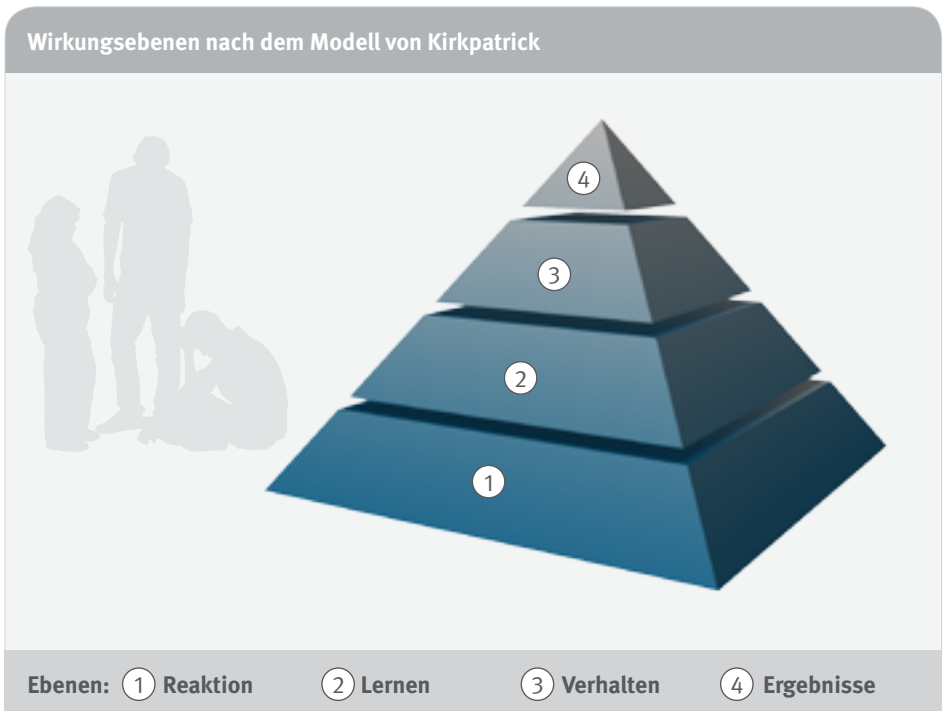 Wirkungsebenen nach dem Modell von Kirkpatrick
4
3
2
1
Ebenen: 1 Reaktion 2 Lernen 3 Verhalten 4 Ergebnisse